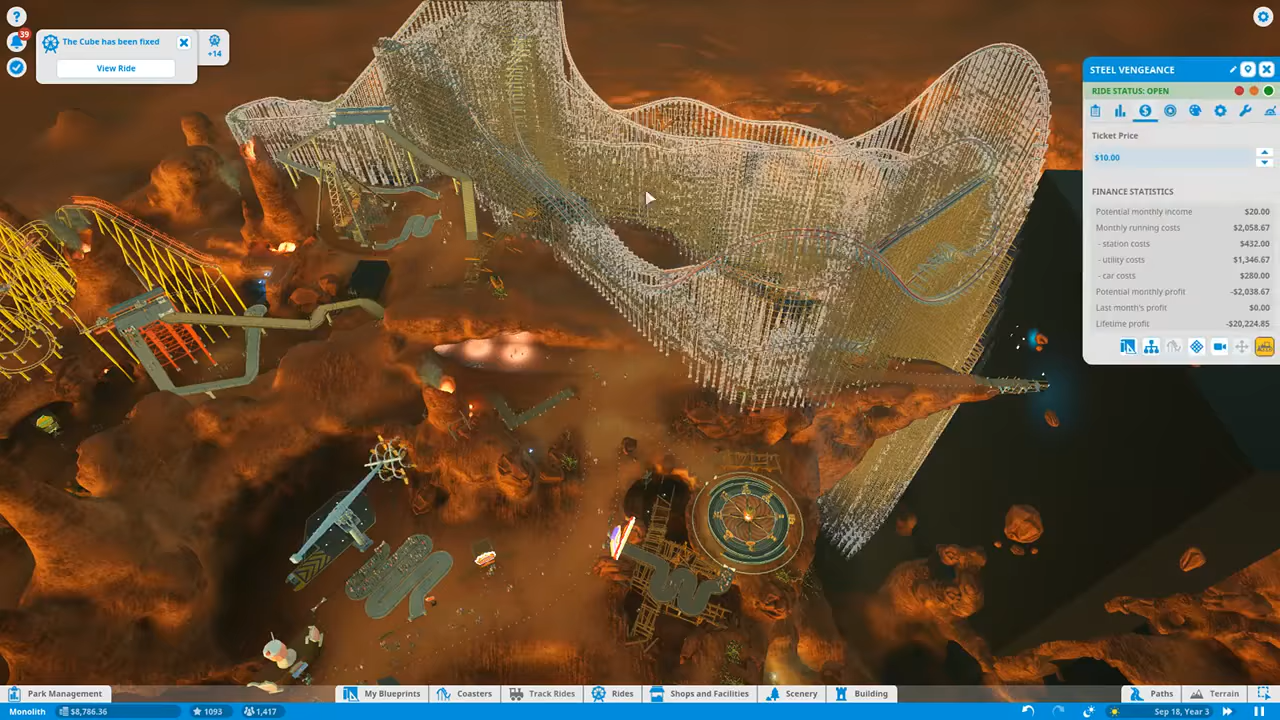 ?
39
The Cube has been fixed
+14
View Ride
STEEL VENGEANCE
RIDE STATUS: OPEN
Ticket Price
$10.00
FINANCE STATISTICS
Potential monthly income $20.00
Monthly running costs $2,058.67
- station costs $432.00
- utility costs $1,346.67
- car costs $280.00
Potential monthly profit -$2,038.67
Last month's profit $0.00
Lifetime profit -$20,224.85
Park Management My Blueprints Coasters Track Rides Rides Shops and Facilities Scenery Building Paths Terrain
Monolith $8,786.36 1093 1,417 Sep 18, Year 3